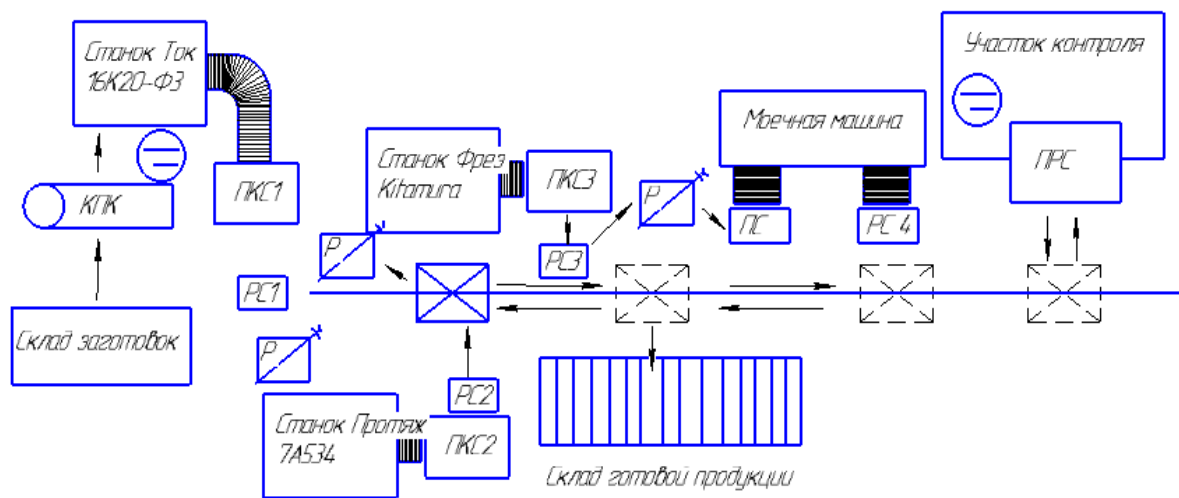 Станок Ток
16К20-Ф3
КПК
ПКС1
Склад заготовок
РС1
Р
Р
Станок Фрез
Kitamura
ПКС3
РС3
Р
Моечная машина
ПС
РС 4
Участок контроля
ПРС
РС2
Станок Протяж
7А534
ПКС2
Склад готовой продукции